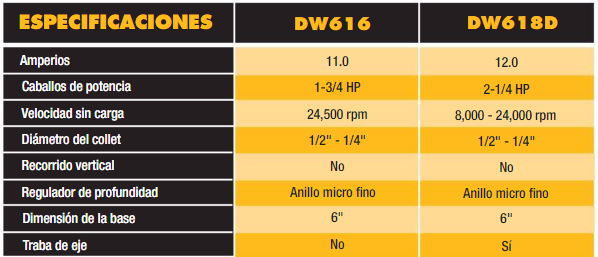 ESPECIFICACIONES DW616 DW618D
Amperios 11.0 12.0
Caballos de potencia 1-3/4 HP 2-1/4 HP
Velocidad sin carga 24,500 rpm 8,000 - 24,000 rpm
Diámetro del collet 1/2" - 1/4" 1/2" - 1/4"
Recorrido vertical No No
Regulador de profundidad Anillo micro fino Anillo micro fino
Dimensión de la base 6" 6"
Traba de eje No Sí